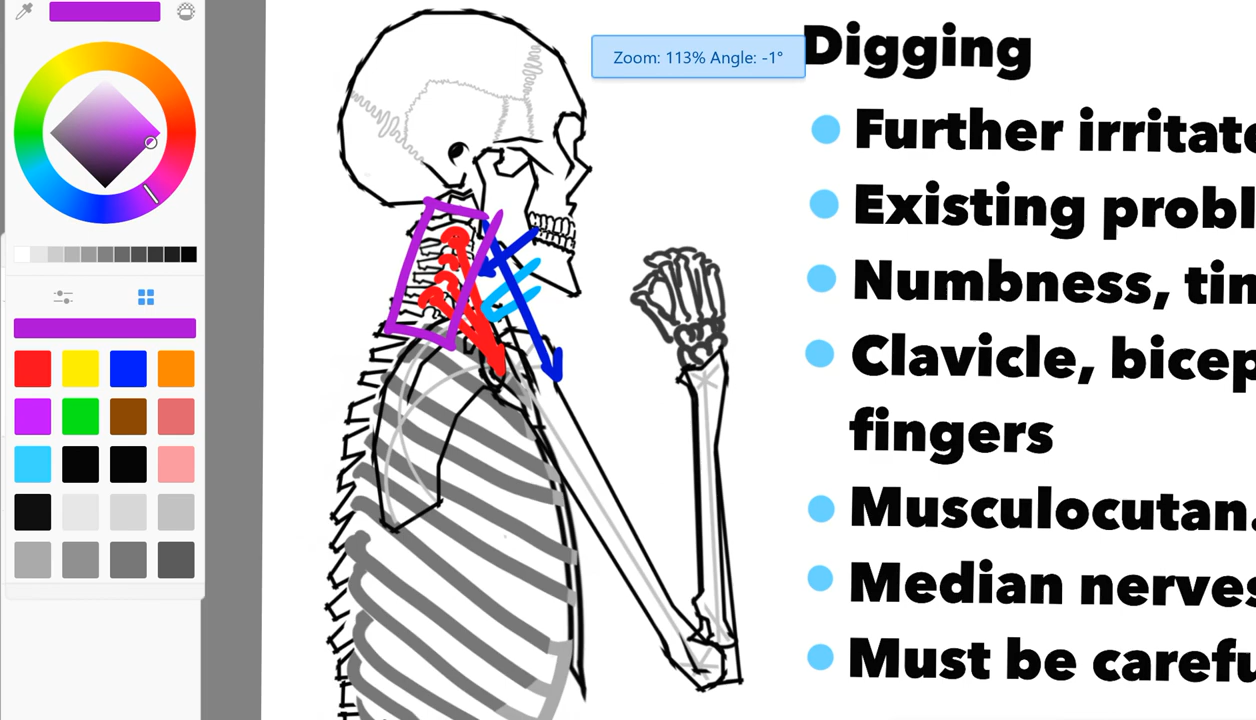 Zoom: 113% Angle: -1°
Digging
Further irritat
Existing probl
Numbness, tin
Clavicle, bicep
fingers
Musculocutan.
Median nerves
Must be carefu